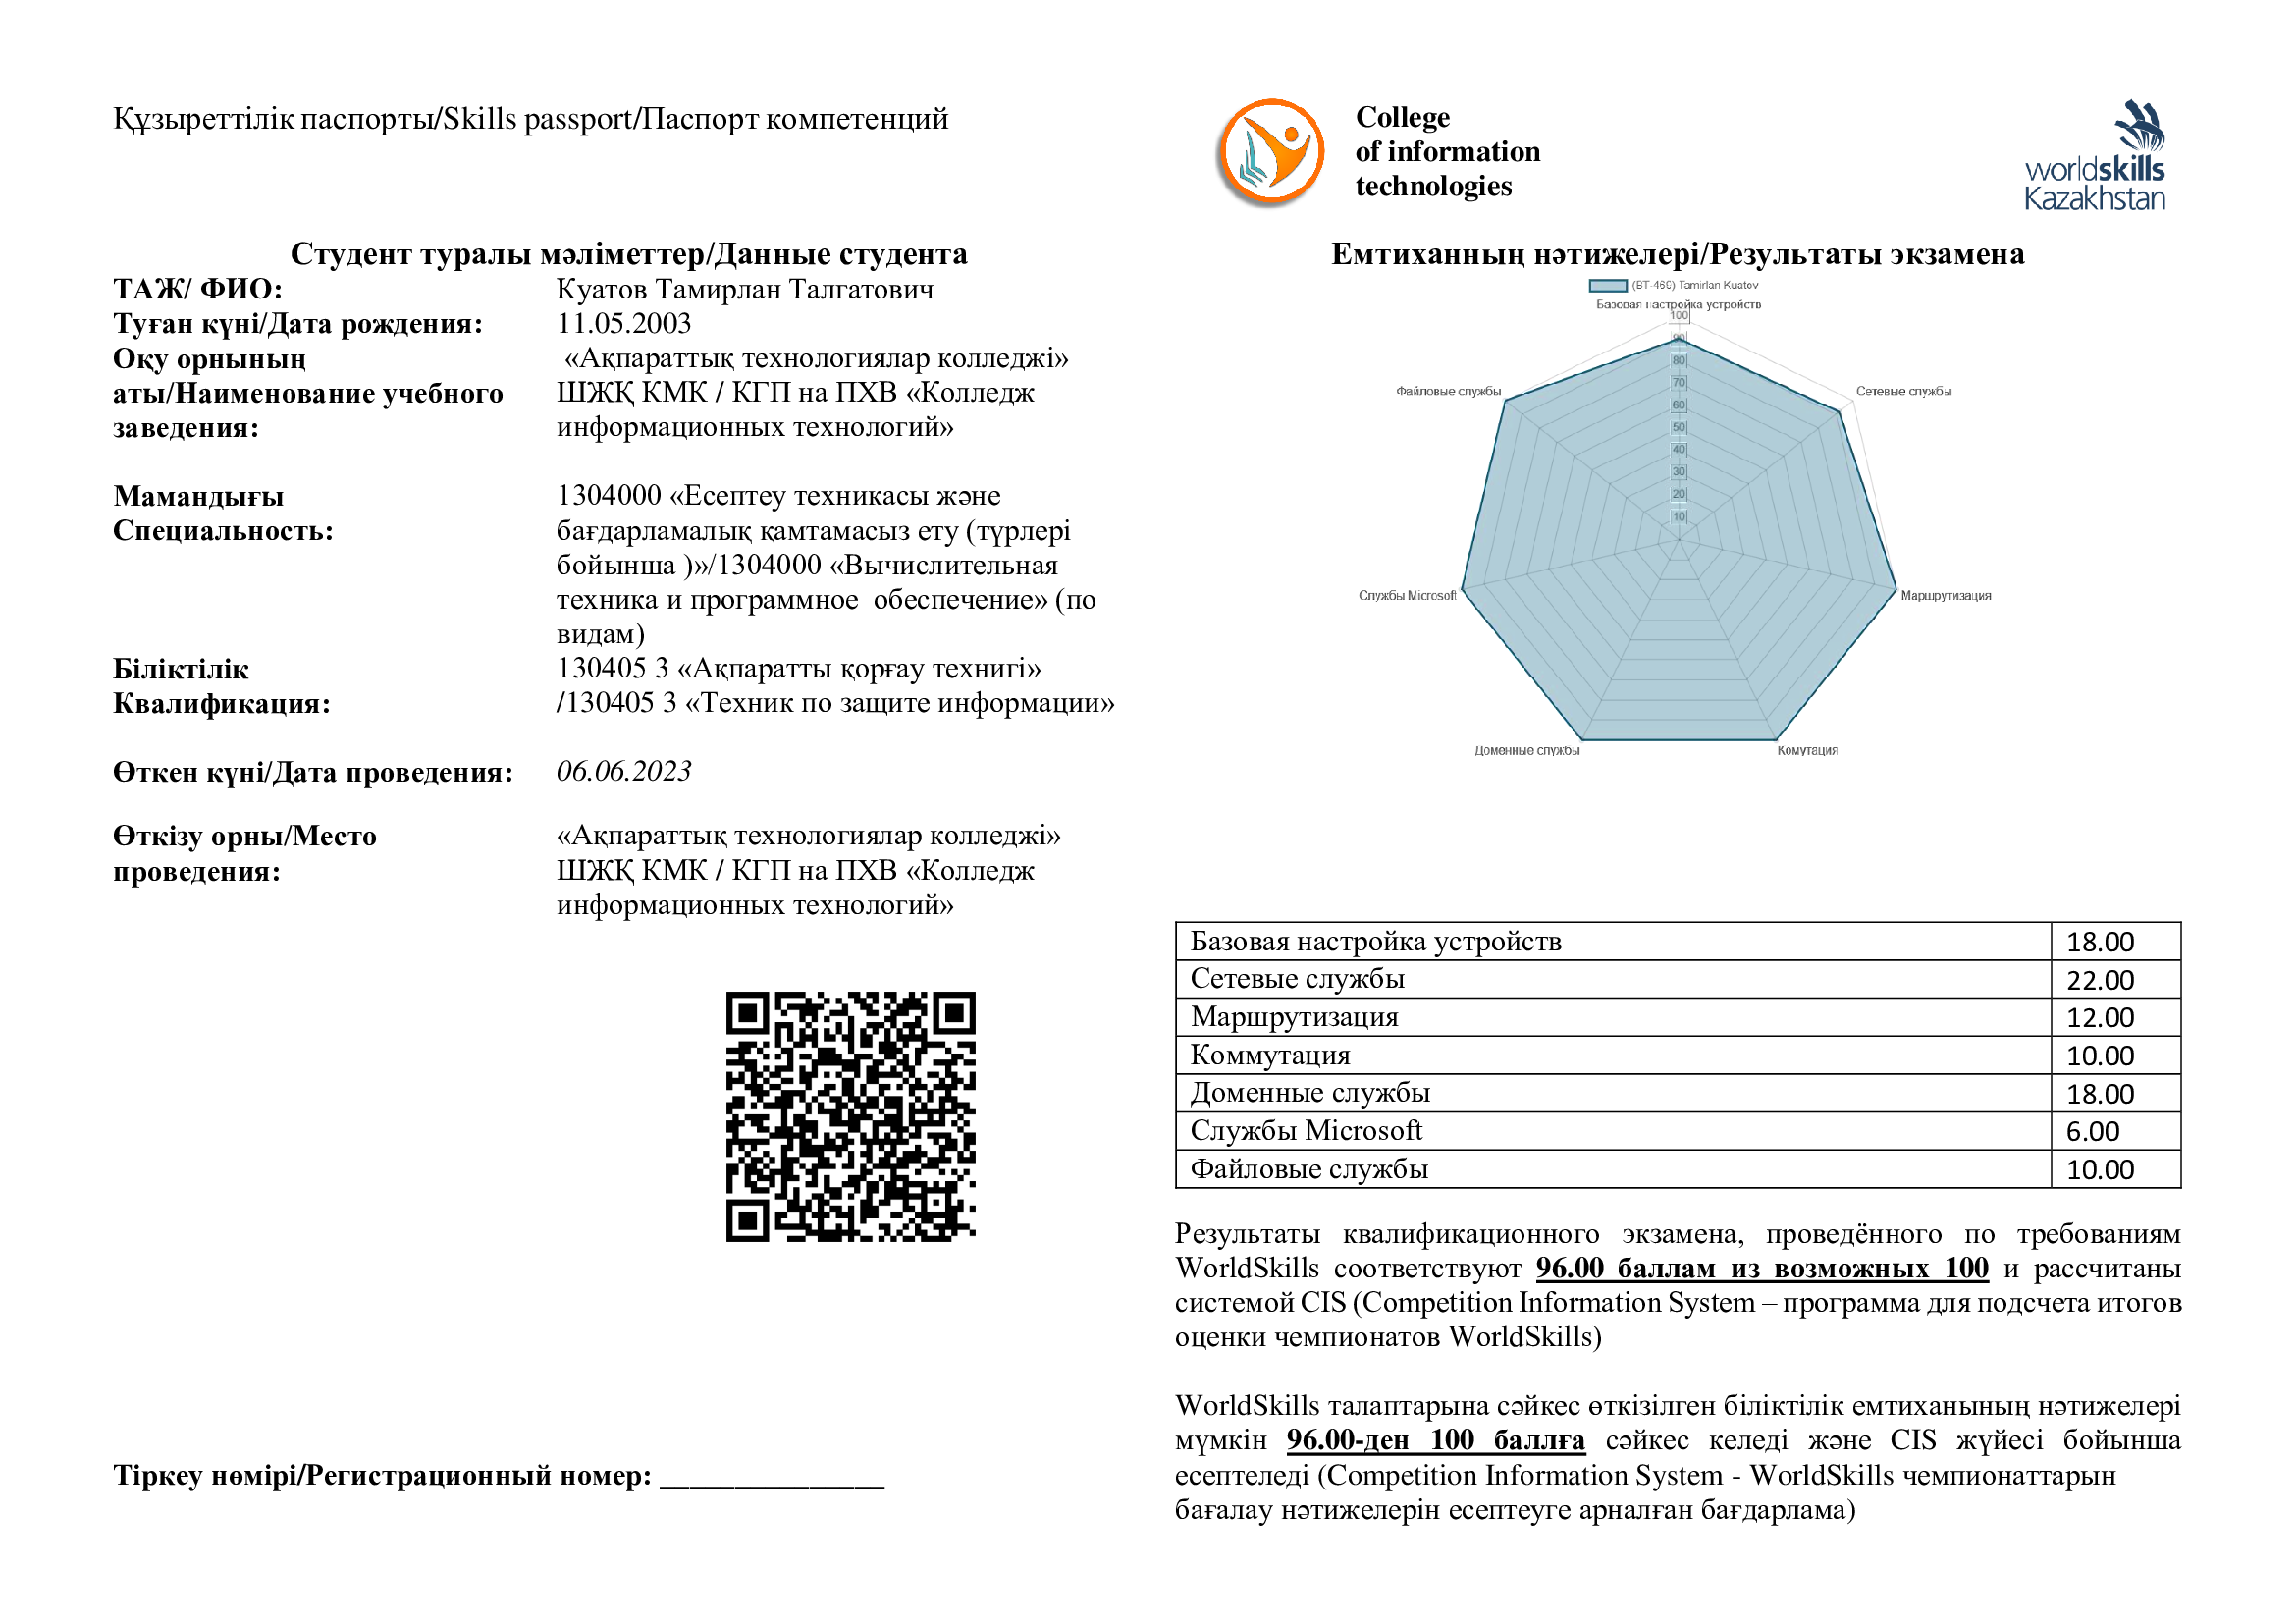 Құзыреттілік паспорты/Skills passport/Паспорт компетенций
College
of information
technologies
worldskills
Kazakhstan
Студент туралы мәліметтер/Данные студента
ТАЖ/ ФИО: Куатов Тамирлан Талгатович
Туған күні/Дата рождения: 11.05.2003
Оқу орнының «Ақпараттық технологиялар колледжі»
аты/Наименование учебного ШЖҚ КМК / КГП на ПХВ «Колледж
заведения: информационных технологий»
Мамандығы 1304000 «Есептеу техникасы және
Специальность: бағдарламалық қамтамасыз ету (түрлері
бойынша )»/1304000 «Вычислительная
техника и программное обеспечение» (по
видам)
Біліктілік 130405 3 «Ақпаратты қорғау технигі»
Квалификация: /130405 3 «Техник по защите информации»
Өткен күні/Дата проведения: 06.06.2023
Өткізу орны/Место «Ақпараттық технологиялар колледжі»
проведения: ШЖҚ КМК / КГП на ПХВ «Колледж
информационных технологий»
Тіркеу нөмірі/Регистрационный номер: _______________
Емтиханның нәтижелері/Результаты экзамена
(BT-460) Tamirlan Kuatov
Базовая настройка устройств
100
90
80
70
60
50
40
30
20
10
Файловые службы
Сетевые службы
Службы Microsoft
Маршрутизация
Доменные службы
Комутация
Базовая настройка устройств 18.00
Сетевые службы 22.00
Маршрутизация 12.00
Коммутация 10.00
Доменные службы 18.00
Службы Microsoft 6.00
Файловые службы 10.00
Результаты квалификационного экзамена, проведённого по требованиям
WorldSkills соответствуют 96.00 баллам из возможных 100 и рассчитаны
системой CIS (Competition Information System – программа для подсчета итогов
оценки чемпионатов WorldSkills)
WorldSkills талаптарына сәйкес өткізілген біліктілік емтиханының нәтижелері
мүмкін 96.00-ден 100 баллға сәйкес келеді және CIS жүйесі бойынша
есептеледі (Competition Information System - WorldSkills чемпионаттарын
бағалау нәтижелерін есептеуге арналған бағдарлама)